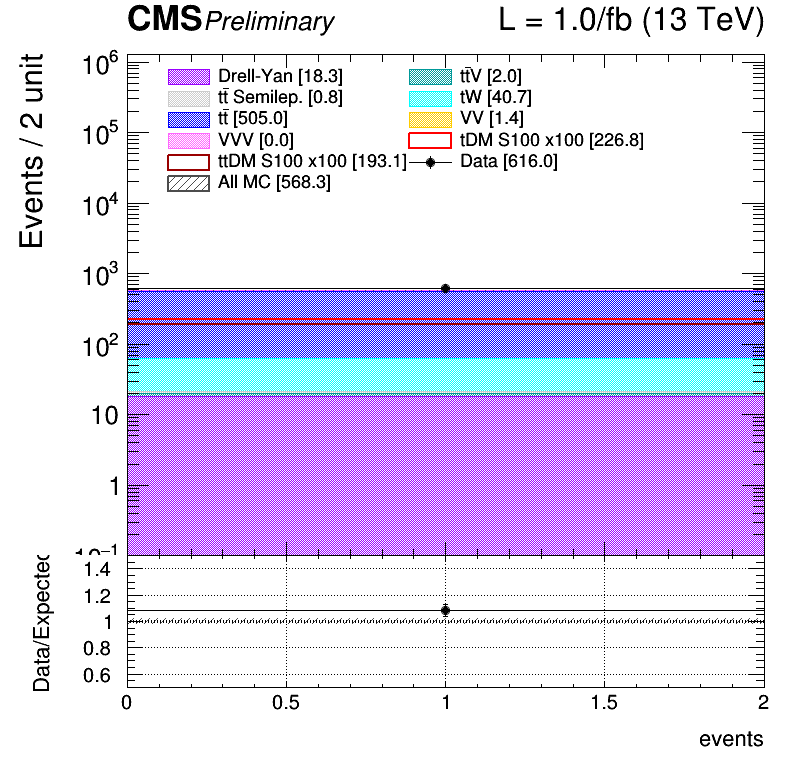 CMS Preliminary L = 1.0/fb (13 TeV)
Events / 2 unit
10⁶
10⁵
10⁴
10³
10²
10
1
10⁻¹
Drell-Yan [18.3]
tt̄V [2.0]
tt̄ Semilep. [0.8]
tW [40.7]
tt̄ [505.0]
VV [1.4]
VVV [0.0]
tDM S100 x100 [226.8]
ttDM S100 x100 [193.1]
Data [616.0]
All MC [568.3]
Data/Expected
1.4
1.2
1
0.8
0.6
0 0.5 1 1.5 2
events